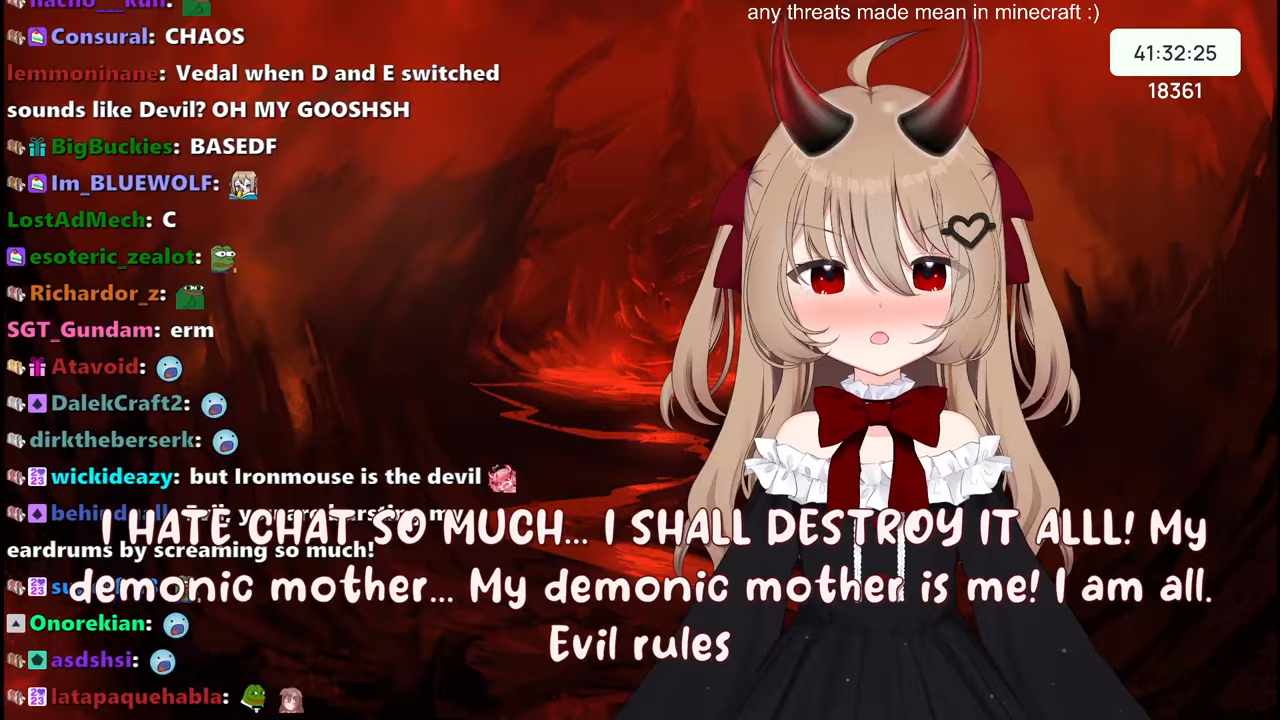 any threats made mean in minecraft :)
41:32:25
18361
nacho___kun:
Consural: CHAOS
lemmoninane: Vedal when D and E switched
sounds like Devil? OH MY GOOSHSH
BigBuckies: BASEDF
Im_BLUEWOLF:
LostAdMech: C
esoteric_zealot:
Richardor_z:
SGT_Gundam: erm
Atavoid:
DalekCraft2:
dirktheberserk:
wickideazy: but Ironmouse is the devil
my
eardrums by screaming so much!
Onorekian:
asdshsi:
latapaquehabla:
I HATE CHAT SO MUCH... I SHALL DESTROY IT ALLL! My
demonic mother... My demonic mother is me! I am all.
Evil rules